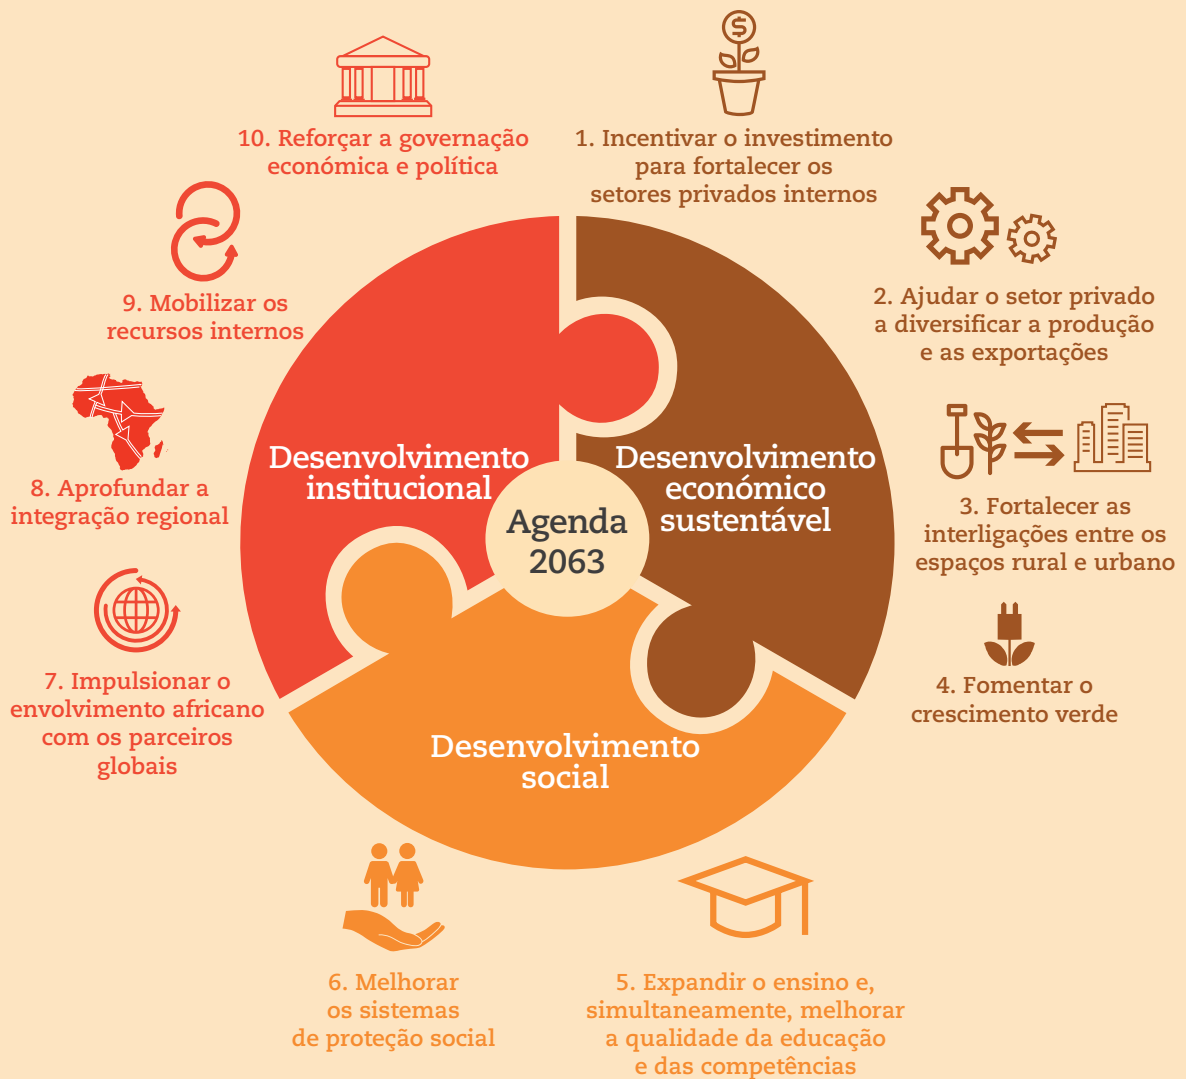 10. Reforçar a governação
económica e política
1. Incentivar o investimento
para fortalecer os
setores privados internos
2. Ajudar o setor privado
a diversificar a produção
e as exportações
3. Fortalecer as
interligações entre os
espaços rural e urbano
4. Fomentar o
crescimento verde
5. Expandir o ensino e,
simultaneamente, melhorar
a qualidade da educação
e das competências
6. Melhorar
os sistemas
de proteção social
7. Impulsionar o
envolvimento africano
com os parceiros
globais
8. Aprofundar a
integração regional
9. Mobilizar os
recursos internos
Desenvolvimento
institucional
Desenvolvimento
económico
sustentável
Agenda
2063
Desenvolvimento
social
$